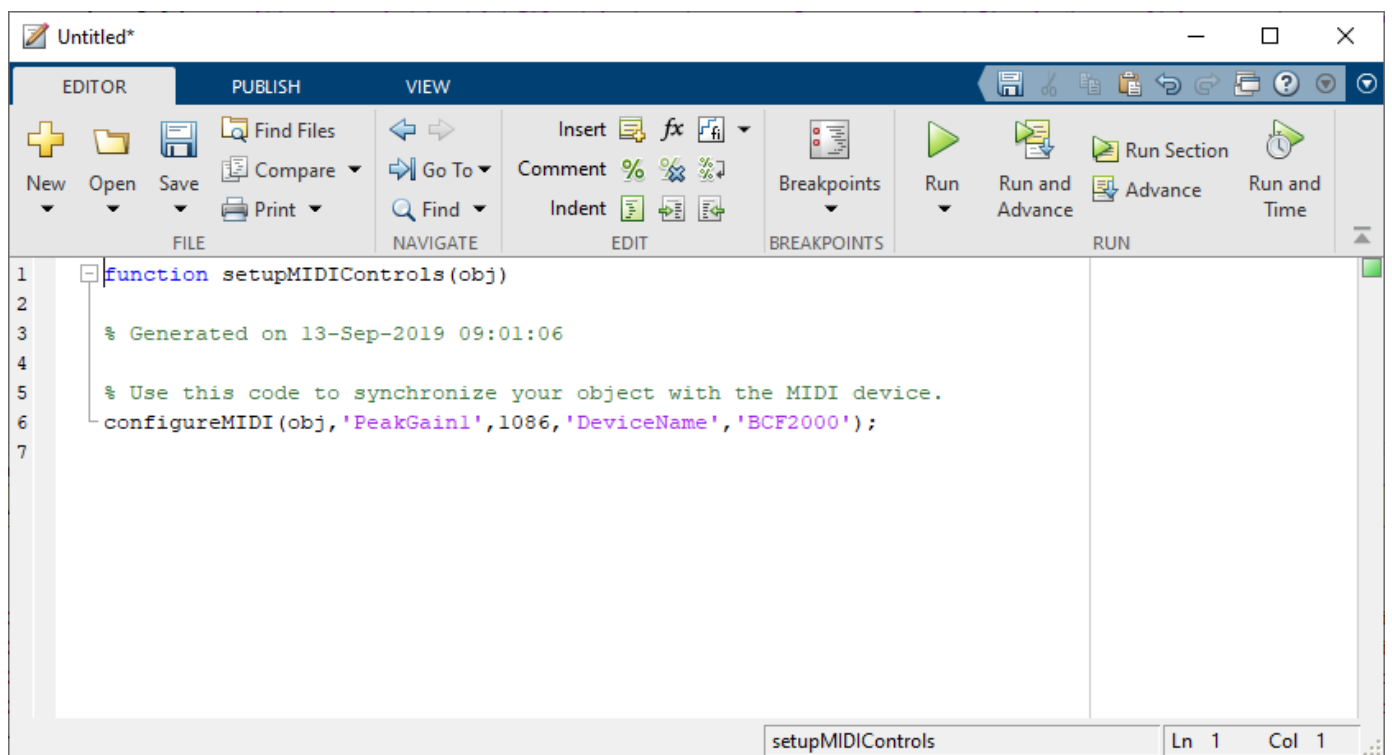 Untitled*
EDITOR PUBLISH VIEW
New
Open
Save
Find Files
Compare
Print
FILE
Go To
Find
NAVIGATE
Insert fx fi
Comment % % %
Indent
EDIT
Breakpoints
BREAKPOINTS
Run
Run and
Advance
Run Section
Advance
Run and
Time
RUN
1 function setupMIDIControls(obj)
2
3 % Generated on 13-Sep-2019 09:01:06
4
5 % Use this code to synchronize your object with the MIDI device.
6 configureMIDI(obj,'PeakGain1',1086,'DeviceName','BCF2000');
7
setupMIDIControls Ln 1 Col 1